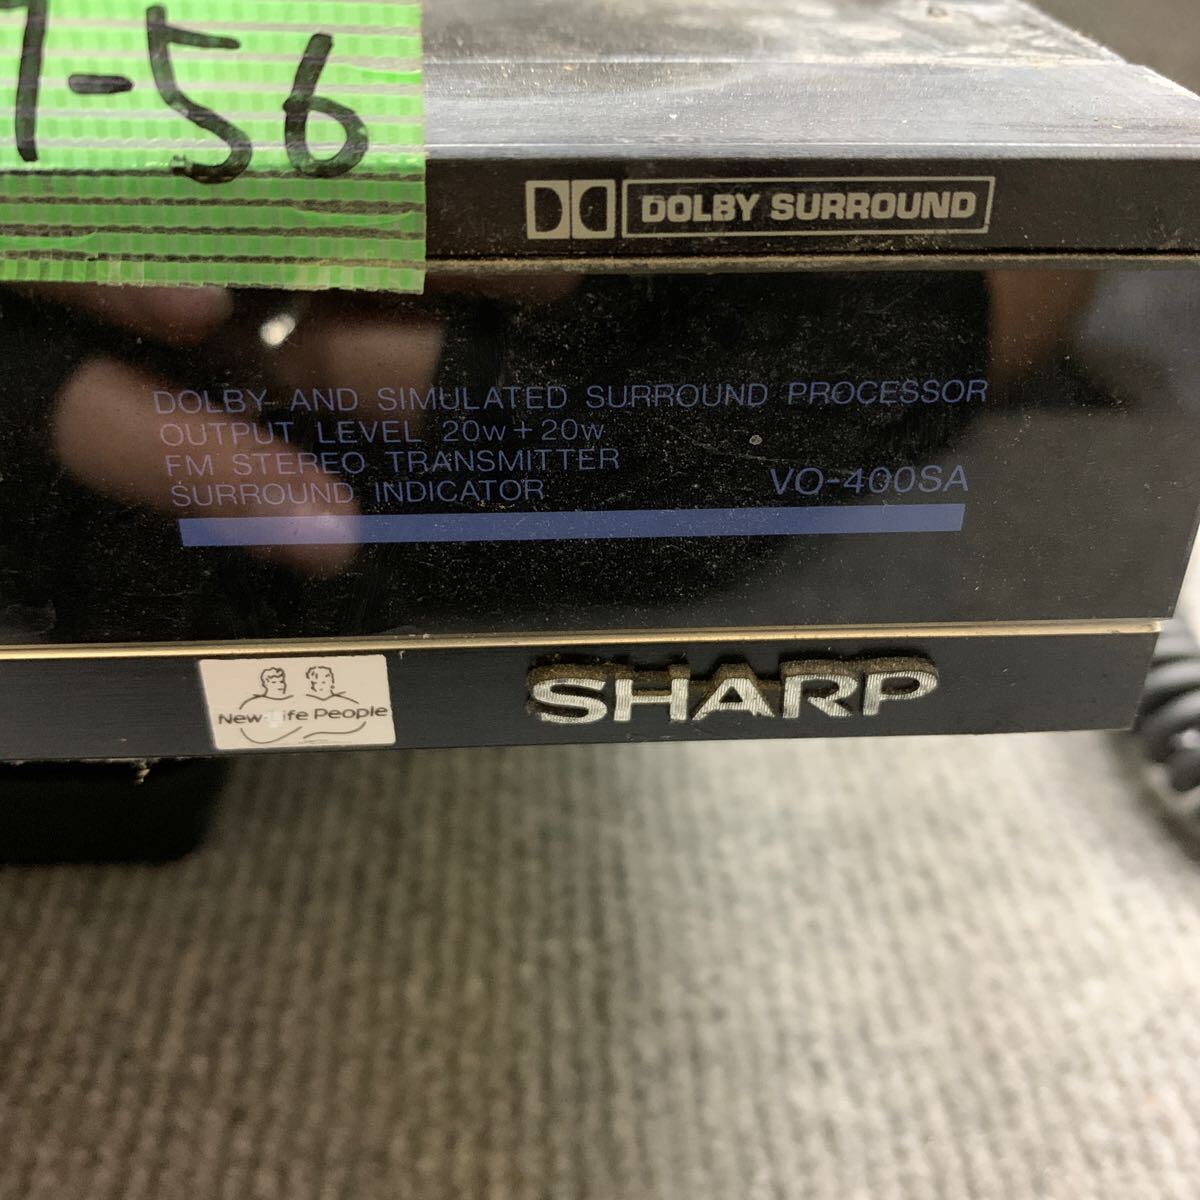 7-56
DOLBY SURROUND
DOLBY AND SIMULATED SURROUND PROCESSOR
OUTPUT LEVEL 20W+20W
FM STEREO TRANSMITTER
SURROUND INDICATOR
VO-400SA
New-Life People
SHARP